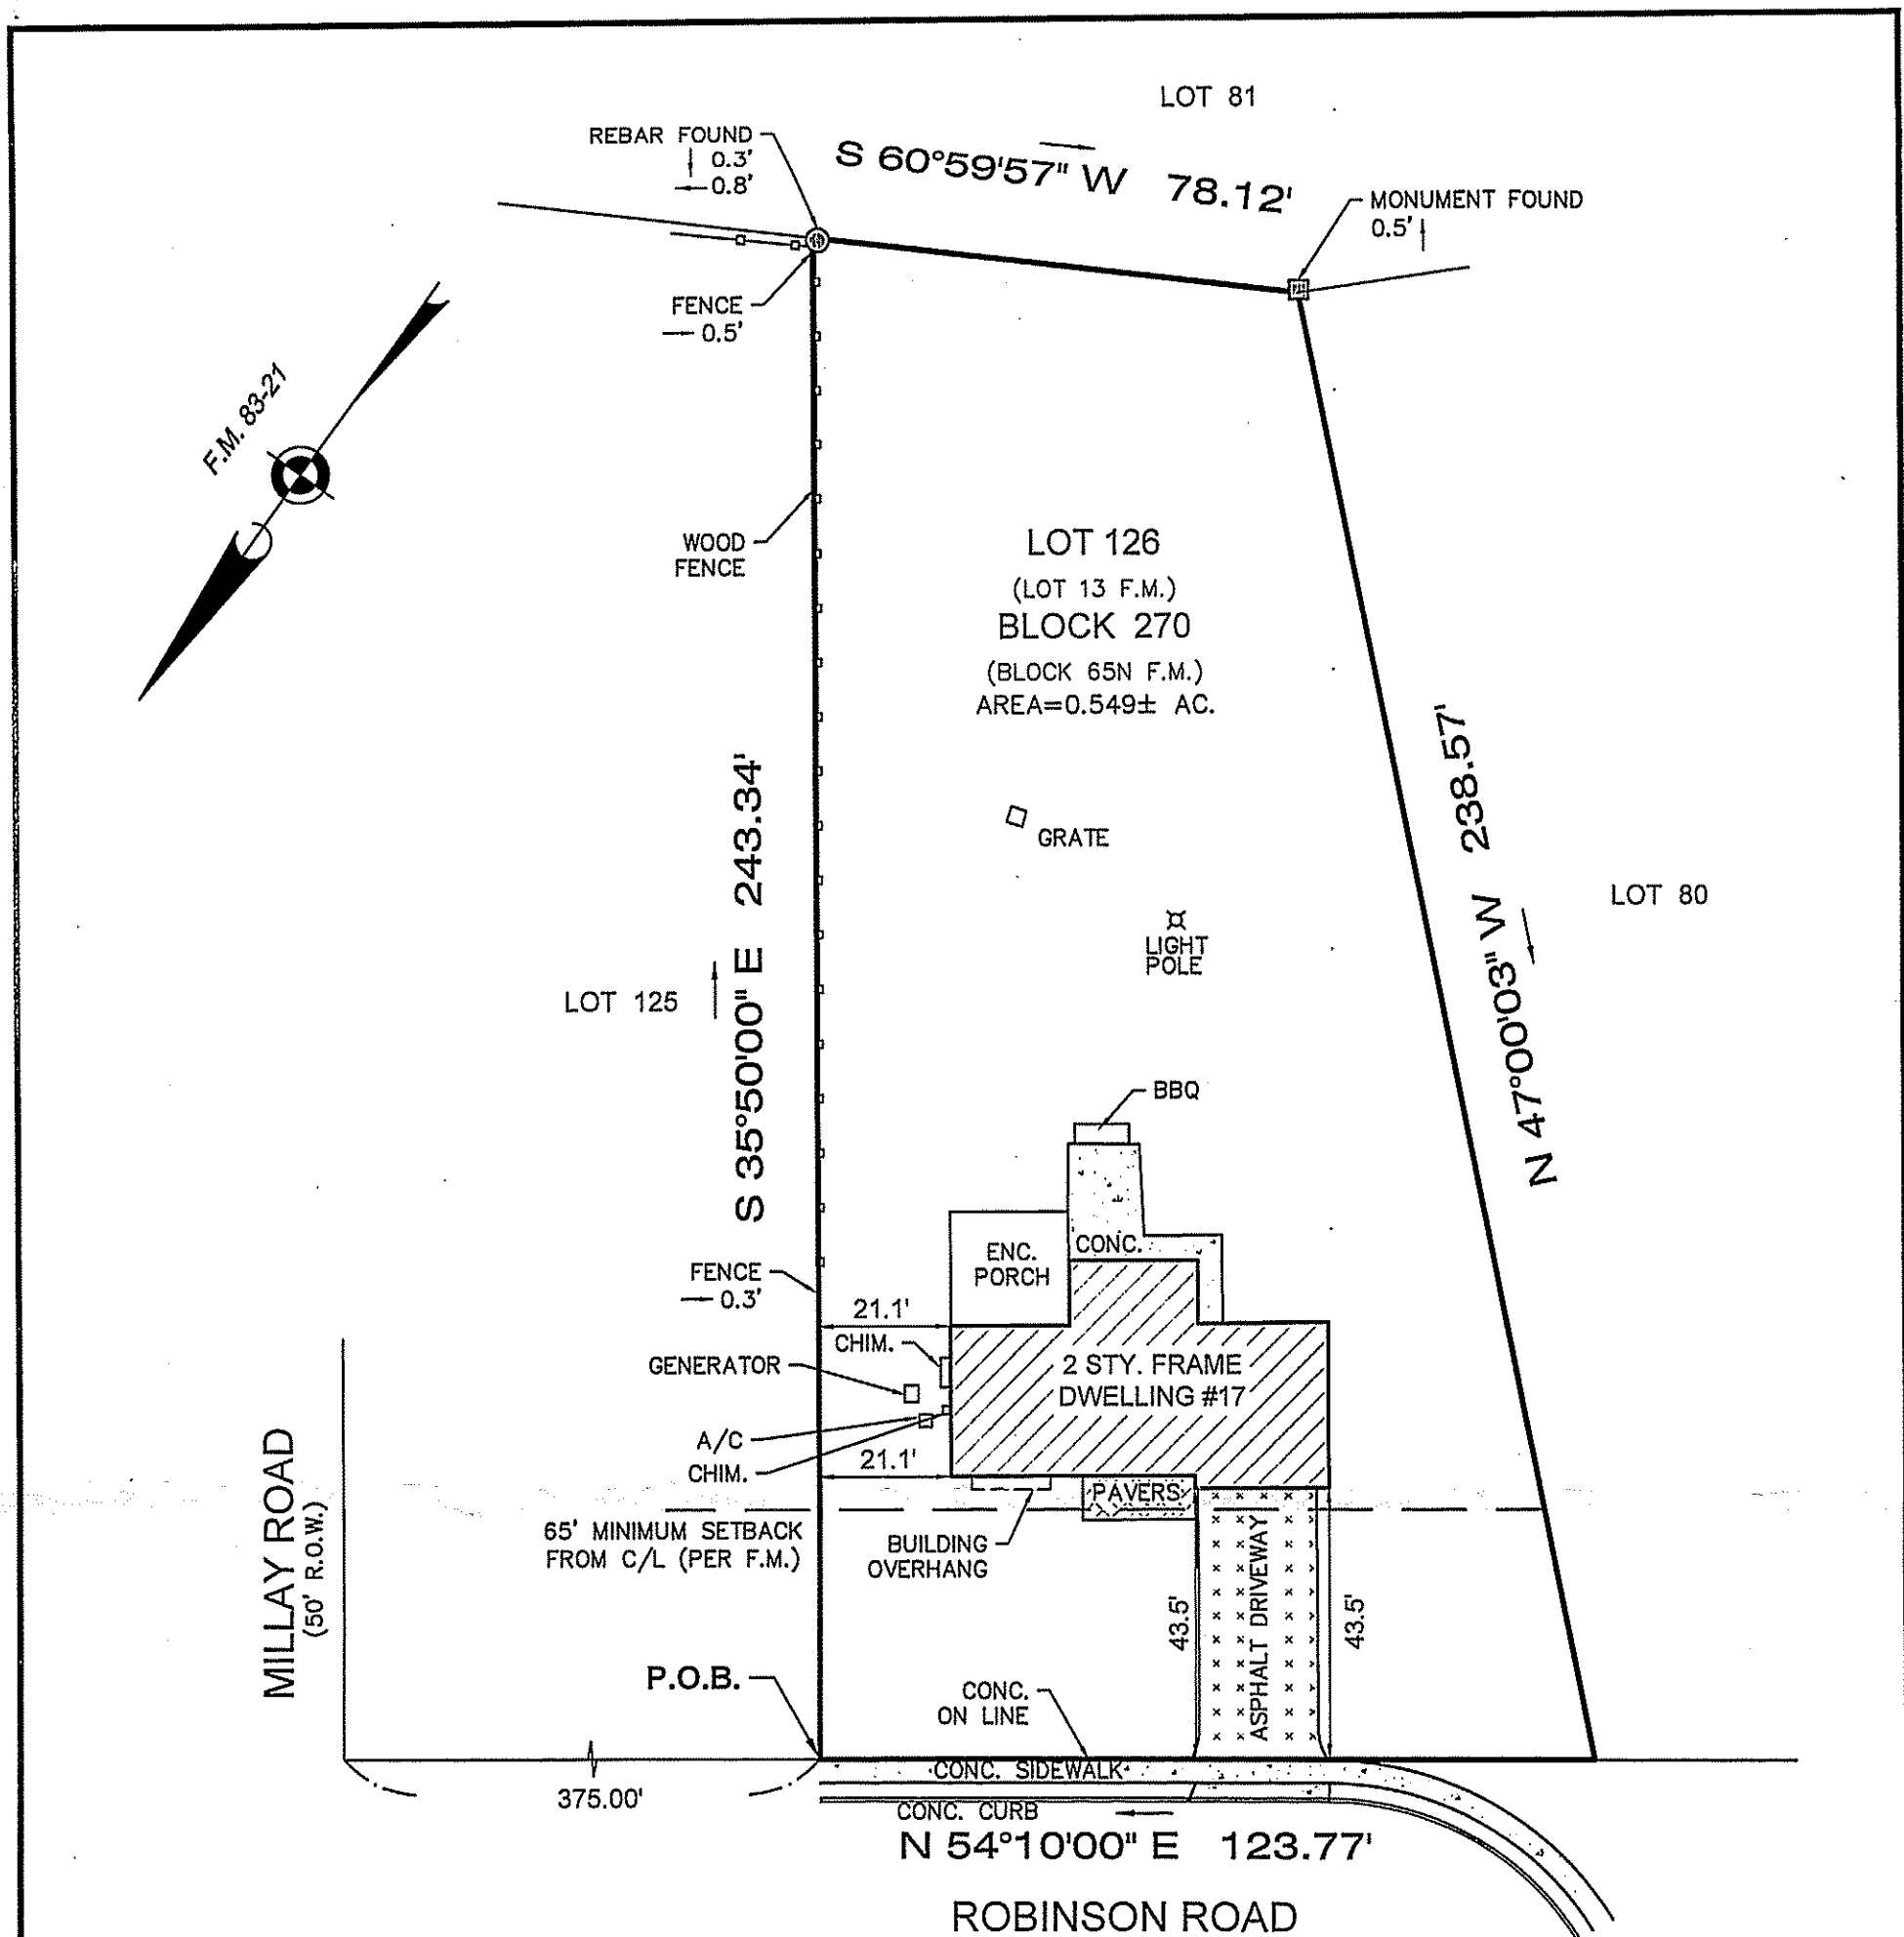 LOT 81
REBAR FOUND
0.3'
0.8'
S 60°59'57" W 78.12'
MONUMENT FOUND
0.5'
FENCE
0.5'
F.M. 83-21
WOOD
FENCE
LOT 126
(LOT 13 F.M.)
BLOCK 270
(BLOCK 65N F.M.)
AREA=0.549± AC.
S 35°50'00" E 243.34'
N 47°00'03" W 238.57'
GRATE
LOT 80
LIGHT
POLE
LOT 125
BBQ
ENC.
PORCH
CONC.
FENCE
0.3'
21.1'
CHIM.
GENERATOR
2 STY. FRAME
DWELLING #17
A/C
CHIM.
21.1'
PAVERS
65' MINIMUM SETBACK
FROM C/L (PER F.M.)
BUILDING
OVERHANG
MILLAY ROAD
(50' R.O.W.)
43.5'
ASPHALT DRIVEWAY
43.5'
P.O.B.
CONC.
ON LINE
CONC. SIDEWALK
375.00'
CONC. CURB
N 54°10'00" E 123.77'
ROBINSON ROAD